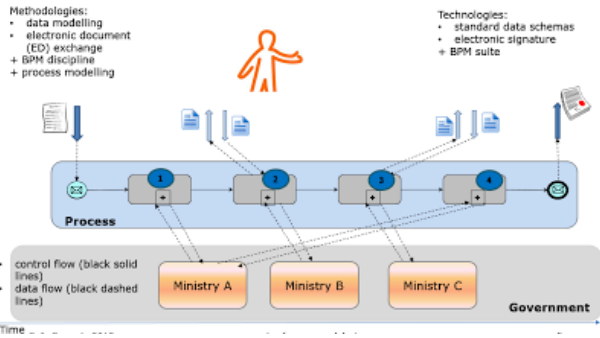 Methodologies:
• data modelling
• electronic document
(ED) exchange
+ BPM discipline
+ process modelling
Technologies:
• standard data schemas
• electronic signature
+ BPM suite
1
2
3
4
+
+
+
+
Process
• control flow (black solid
lines)
• data flow (black dashed
lines)
Ministry A
Ministry B
Ministry C
Government
Time